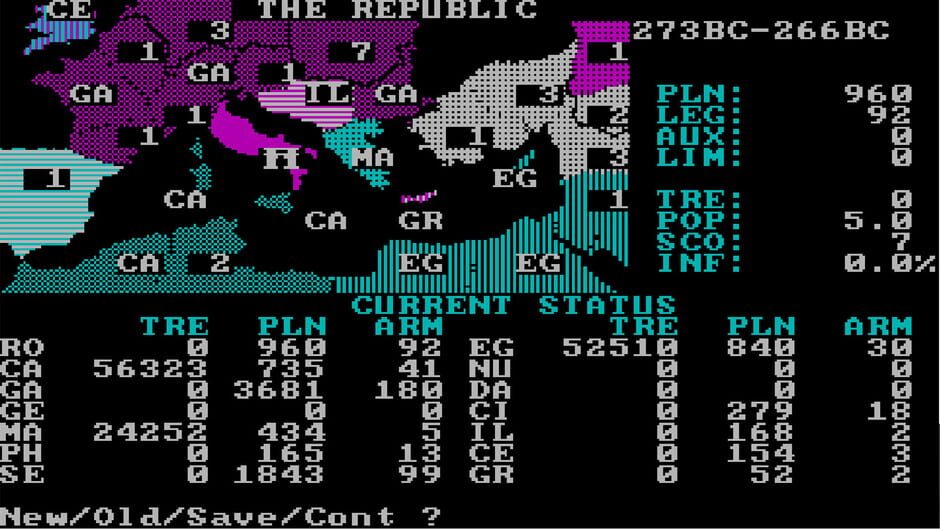 CE THE REPUBLIC
3 273BC-266BC
1 7 1
GA 1
GA IL GA 3 PLN: 960
1 2 LEG: 92
1 1 AUX: 0
MA 3 LIM: 0
1 EG
CA 1 TRE: 0
CA GR POP: 5.0
SCO: 7
CA 2 EG EG INF: 0.0%
CURRENT STATUS
TRE PLN ARM TRE PLN ARM
RO 0 960 92 EG 52510 840 30
CA 56323 735 41 NU 0 0 0
GA 0 3681 180 DA 0 0 0
GE 0 0 0 CI 0 279 18
MA 24252 434 5 IL 0 168 2
PH 0 165 13 CE 0 154 3
SE 0 1843 99 GR 0 52 2
New/Old/Save/Cont ?